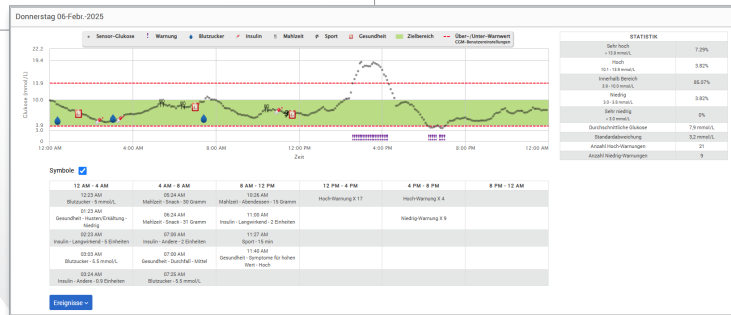 Donnerstag 06-Febr.-2025
Sensor-Glukose Warnung Blutzucker Insulin Mahlzeit Sport Gesundheit Zielbereich Über-/Unter-Warnwert
CGM-Benutzereinstellungen
Glukose (mmol/L)
22.2
19.4
13.9
10.0
3.9
3.0
0
12:00 AM 4:00 AM 8:00 AM 12:00 PM 4:00 PM 8:00 PM 12:00 AM
Zeit
Symbole
12 AM - 4 AM 4 AM - 8 AM 8 AM - 12 PM 12 PM - 4 PM 4 PM - 8 PM 8 PM - 12 AM
12:23 AM 05:24 AM 10:26 AM Hoch-Warnung X 17 Hoch-Warnung X 4
Blutzucker - 5 mmol/L Mahlzeit - Snack - 30 Gramm Mahlzeit - Abendessen - 15 Gramm
01:23 AM 06:24 AM 11:00 AM Niedrig-Warnung X 9
Gesundheit - Husten/Erkältung - Niedrig Mahlzeit - Snack - 31 Gramm Insulin - Langwirkend - 2 Einheiten
02:23 AM 07:00 AM 11:27 AM
Insulin - Langwirkend - 5 Einheiten Insulin - Andere - 2 Einheiten Sport - 15 min
03:03 AM 07:00 AM 11:40 AM
Blutzucker - 5.5 mmol/L Gesundheit - Durchfall - Mittel Gesundheit - Symptome für hohen Wert - Hoch
03:24 AM 07:25 AM
Insulin - Andere - 0.9 Einheiten Blutzucker - 5.5 mmol/L
Ereignisse
STATISTIK
Sehr hoch 7.29%
> 13.9 mmol/L
Hoch 3.82%
10.1 - 13.9 mmol/L
Innerhalb Bereich
3.9 - 10.0 mmol/L
Niedrig 3.82%
3.0 - 3.8 mmol/L
Sehr niedrig 0%
< 3.0 mmol/L
Durchschnittliche Glukose 7,9 mmol/L
Standardabweichung 3,2 mmol/L
Anzahl Hoch-Warnungen 21
Anzahl Niedrig-Warnungen 9